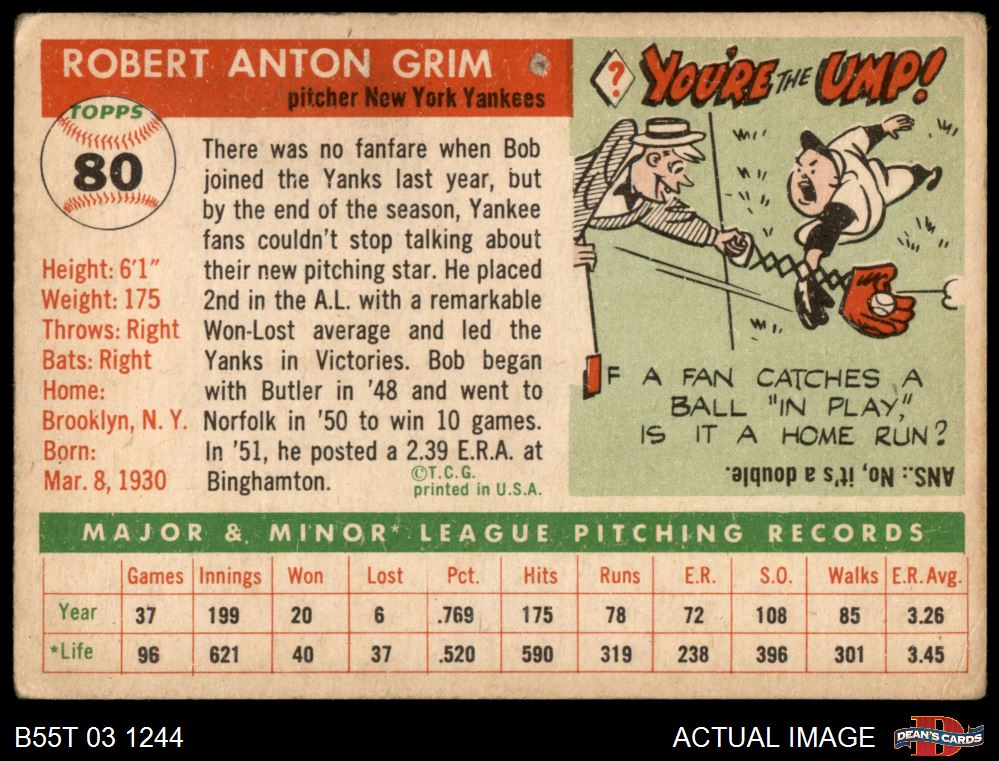 ROBERT ANTON GRIM
pitcher New York Yankees
TOPPS
80
Height: 6'1"
Weight: 175
Throws: Right
Bats: Right
Home:
Brooklyn, N. Y.
Born:
Mar. 8, 1930
There was no fanfare when Bob
joined the Yanks last year, but
by the end of the season, Yankee
fans couldn't stop talking about
their new pitching star. He placed
2nd in the A.L. with a remarkable
Won-Lost average and led the
Yanks in Victories. Bob began
with Butler in '48 and went to
Norfolk in '50 to win 10 games.
In '51, he posted a 2.39 E.R.A. at
Binghamton.
©T.C.G.
printed in U.S.A.
? YOU'RE THE UMP!
IF A FAN CATCHES A
BALL "IN PLAY,"
IS IT A HOME RUN?
ANS.: No, it's a double.
MAJOR & MINOR* LEAGUE PITCHING RECORDS
Games Innings Won Lost Pct. Hits Runs E.R. S.O. Walks E.R.Avg.
Year 37 199 20 6 .769 175 78 72 108 85 3.26
*Life 96 621 40 37 .520 590 319 238 396 301 3.45
B55T 03 1244
ACTUAL IMAGE
D
DEAN'S CARDS